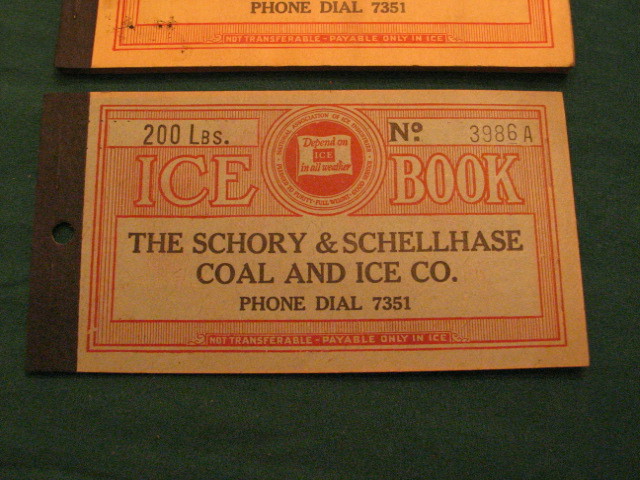 PHONE DIAL 7351
NOT TRANSFERABLE - PAYABLE ONLY IN ICE
200 LBS.
Nº 3986 A
ICE BOOK
Depend on
ICE
in all weather
THE SCHORY & SCHELLHASE
COAL AND ICE CO.
PHONE DIAL 7351
NOT TRANSFERABLE - PAYABLE ONLY IN ICE